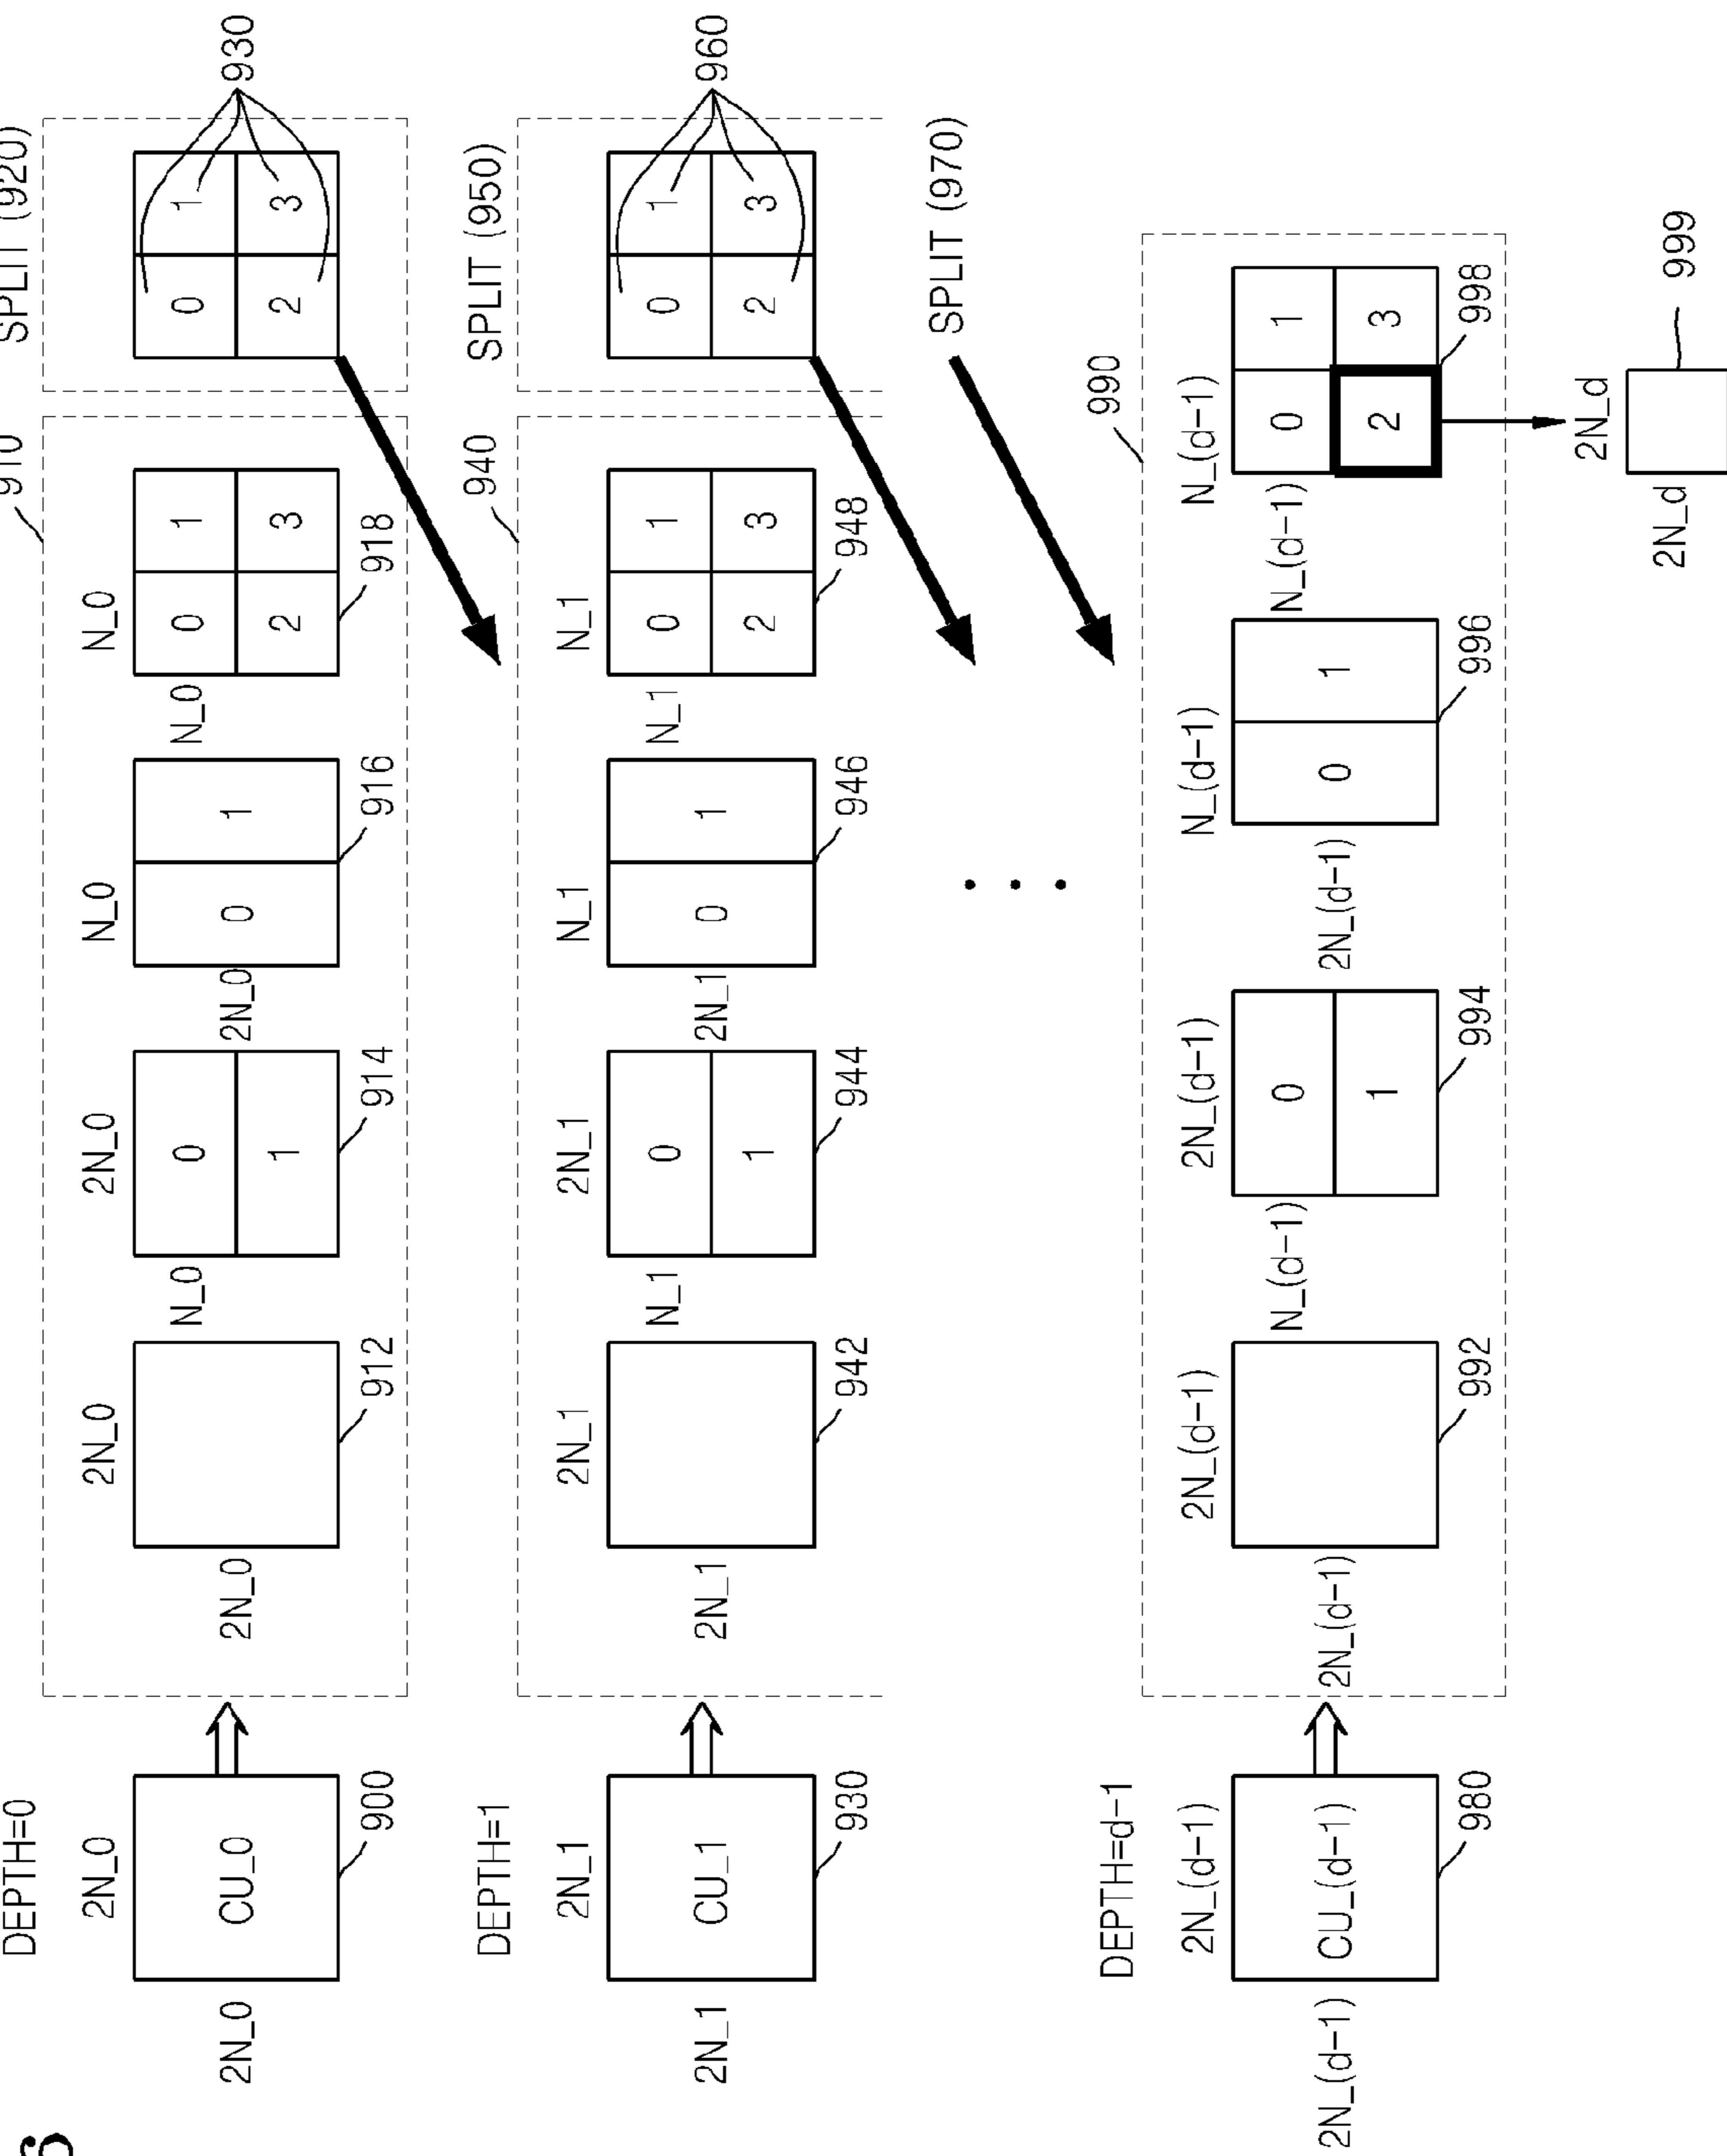 6
DEPTH=0
910
SPLIT (920)
2N_0
2N_0
N_0
N_0
2N_0
CU_0
2N_0
N_0
0
1
2N_0
0
1
N_0
0
1
2
3
0
1
2
3
930
900
912
914
916
918
DEPTH=1
940
SPLIT (950)
2N_1
2N_1
2N_1
N_1
N_1
2N_1
CU_1
2N_1
N_1
0
1
2N_1
0
1
N_1
0
1
2
3
0
1
2
3
960
930
942
944
946
948
SPLIT (970)
DEPTH=d-1
990
2N_(d-1)
2N_(d-1)
2N_(d-1)
N_(d-1)
N_(d-1)
2N_(d-1)
CU_(d-1)
2N_(d-1)
N_(d-1)
0
1
2N_(d-1)
0
1
N_(d-1)
0
1
2
3
980
992
994
996
998
2N_d
2N_d
999